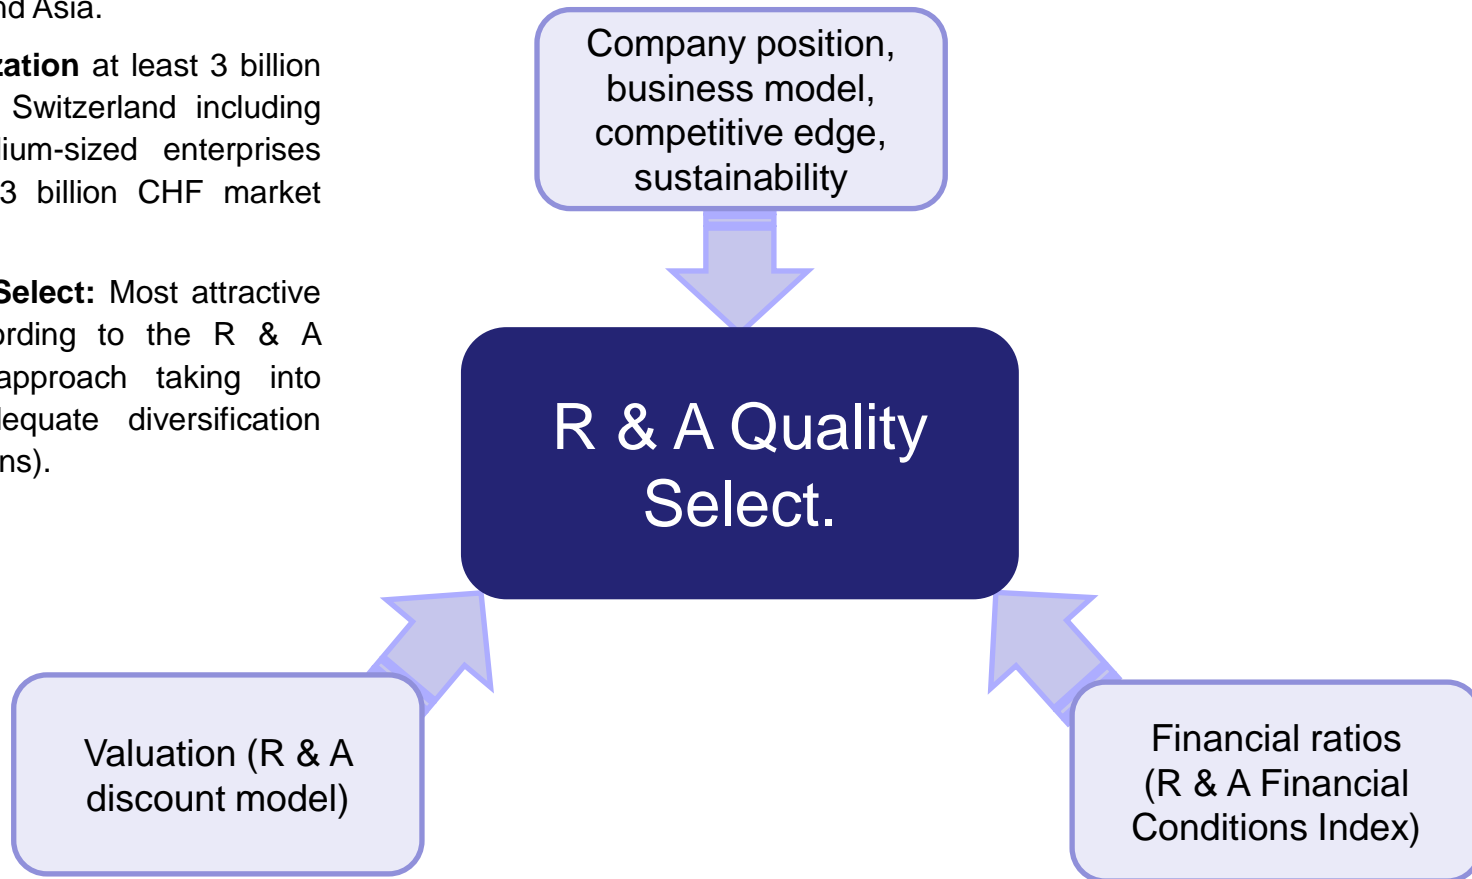 nd Asia.
zation at least 3 billion
Switzerland including
lium-sized enterprises
3 billion CHF market
Select: Most attractive
ording to the R & A
approach taking into
dequate diversification
ns).
Company position,
business model,
competitive edge,
sustainability
R & A Quality
Select.
Valuation (R & A
discount model)
Financial ratios
(R & A Financial
Conditions Index)